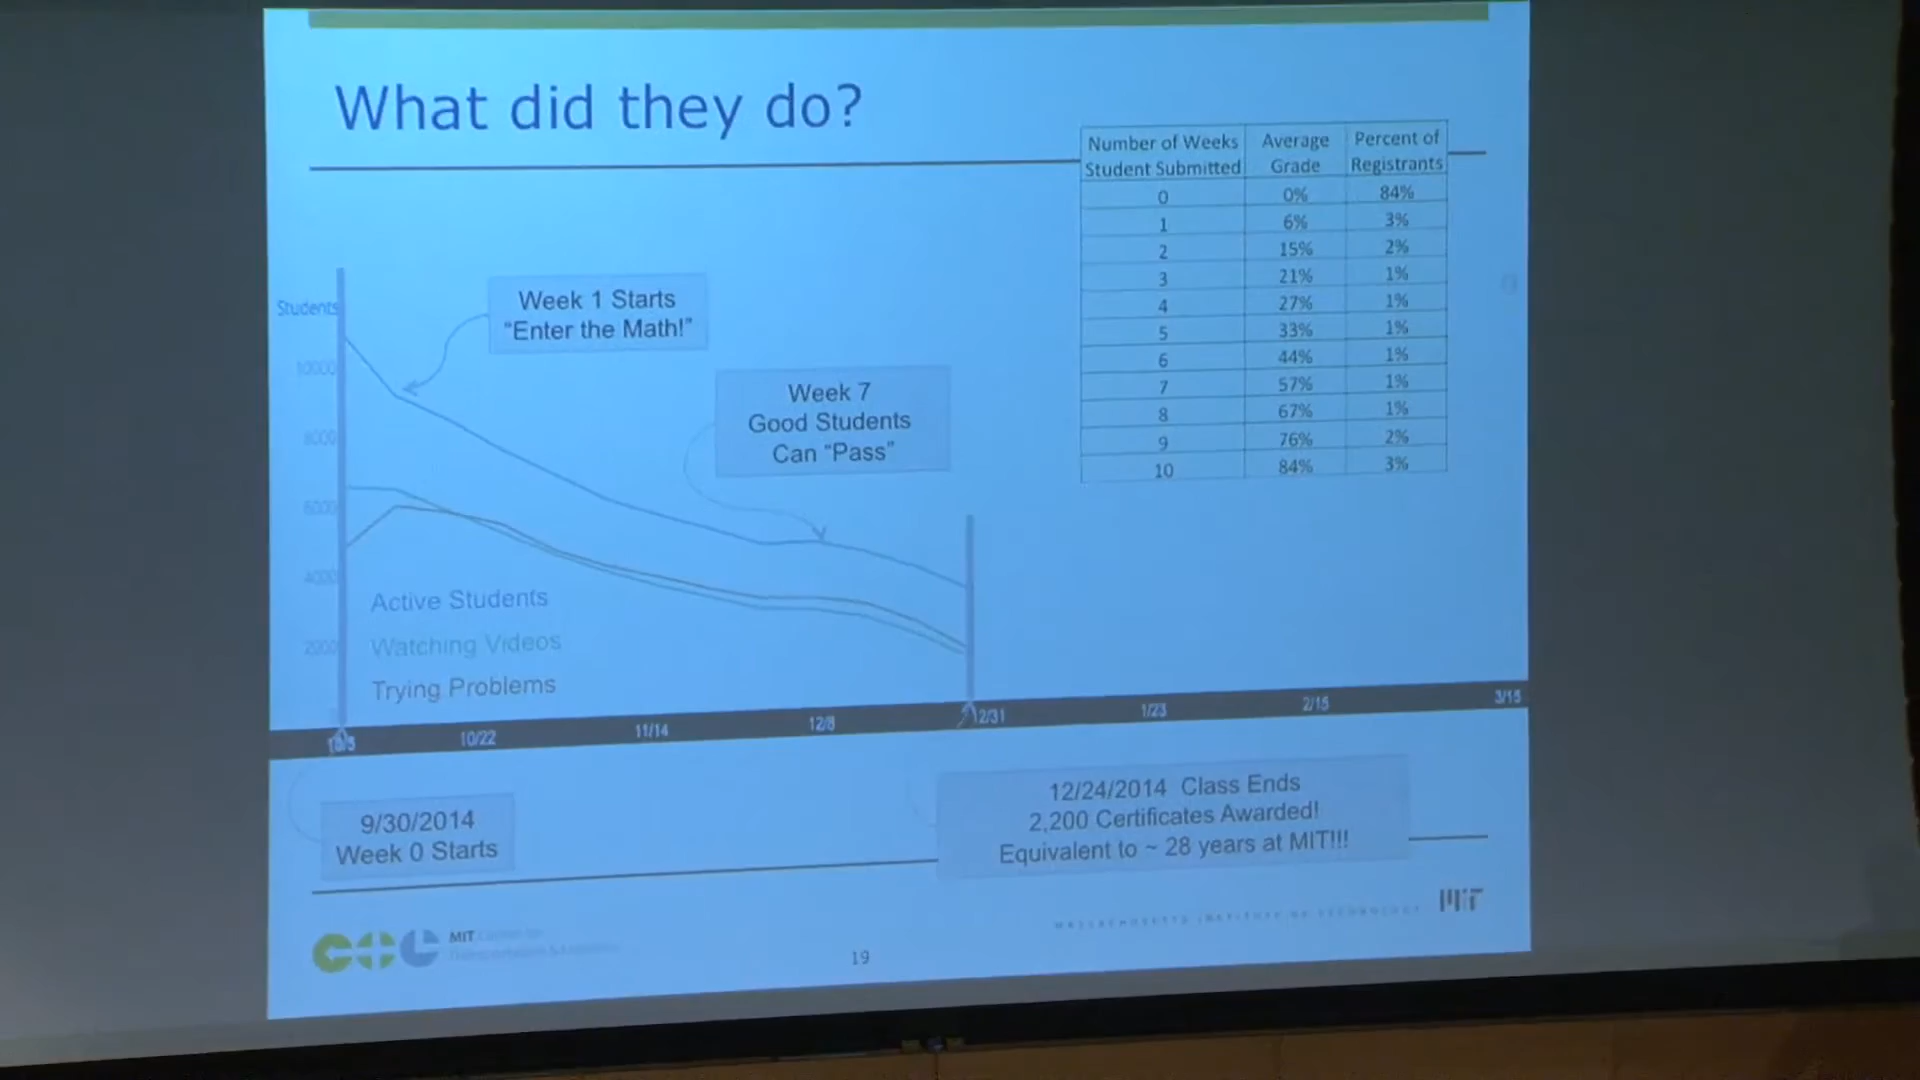 What did they do?
Number of Weeks Student Submitted	Average Grade	Percent of Registrants
0	0%	84%
1	6%	3%
2	15%	2%
3	21%	1%
4	27%	1%
5	33%	1%
6	44%	1%
7	57%	1%
8	67%	1%
9	76%	2%
10	84%	3%
Week 1 Starts
"Enter the Math!"
Week 7
Good Students
Can "Pass"
Students
10000
8000
6000
4000
2000
Active Students
Watching Videos
Trying Problems
10/22
11/14
12/8
12/31
1/23
2/15
3/15
9/30/2014
Week 0 Starts
12/24/2014 Class Ends
2,200 Certificates Awarded!
Equivalent to ~ 28 years at MIT!!!
MIT
MASSACHUSETTS INSTITUTE OF TECHNOLOGY
MIT
19